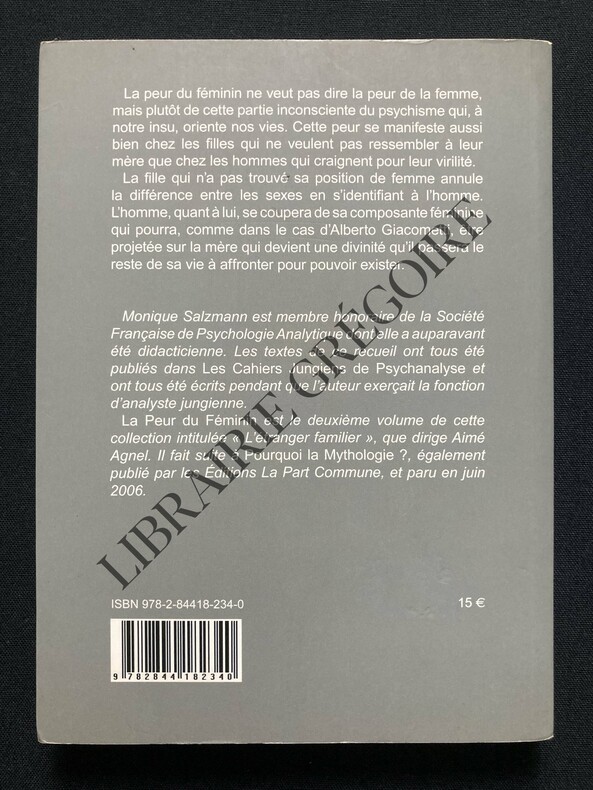 La peur du féminin ne veut pas dire la peur de la femme,
mais plutôt de cette partie inconsciente du psychisme qui, à
notre insu, oriente nos vies. Cette peur se manifeste aussi
bien chez les filles qui ne veulent pas ressembler à leur
mère que chez les hommes qui craignent pour leur virilité.
La fille qui n'a pas trouvé sa position de femme annule
la différence entre les sexes en s'identifiant à l'homme.
L'homme, quant à lui, se coupera de sa composante féminine
qui pourra, comme dans le cas d'Alberto Giacometti, être
projetée sur la mère qui devient une divinité qu'il passera le
reste de sa vie à affronter pour pouvoir exister.
Monique Salzmann est membre honoraire de la Société
Française de Psychologie Analytique dont elle a auparavant
été didacticienne. Les textes de ce recueil ont tous été
publiés dans Les Cahiers Jungiens de Psychanalyse et
ont tous été écrits pendant que l'auteur exerçait la fonction
d'analyste jungienne.
La Peur du Féminin est le deuxième volume de cette
collection intitulée « L'étranger familier », que dirige Aimé
Agnel. Il fait suite à Pourquoi la Mythologie ?, également
publié par les Éditions La Part Commune, et paru en juin
2006.
LIBRAIRIE GRÉGOIRE
ISBN 978-2-84418-234-0
15 €
9 782844 182340